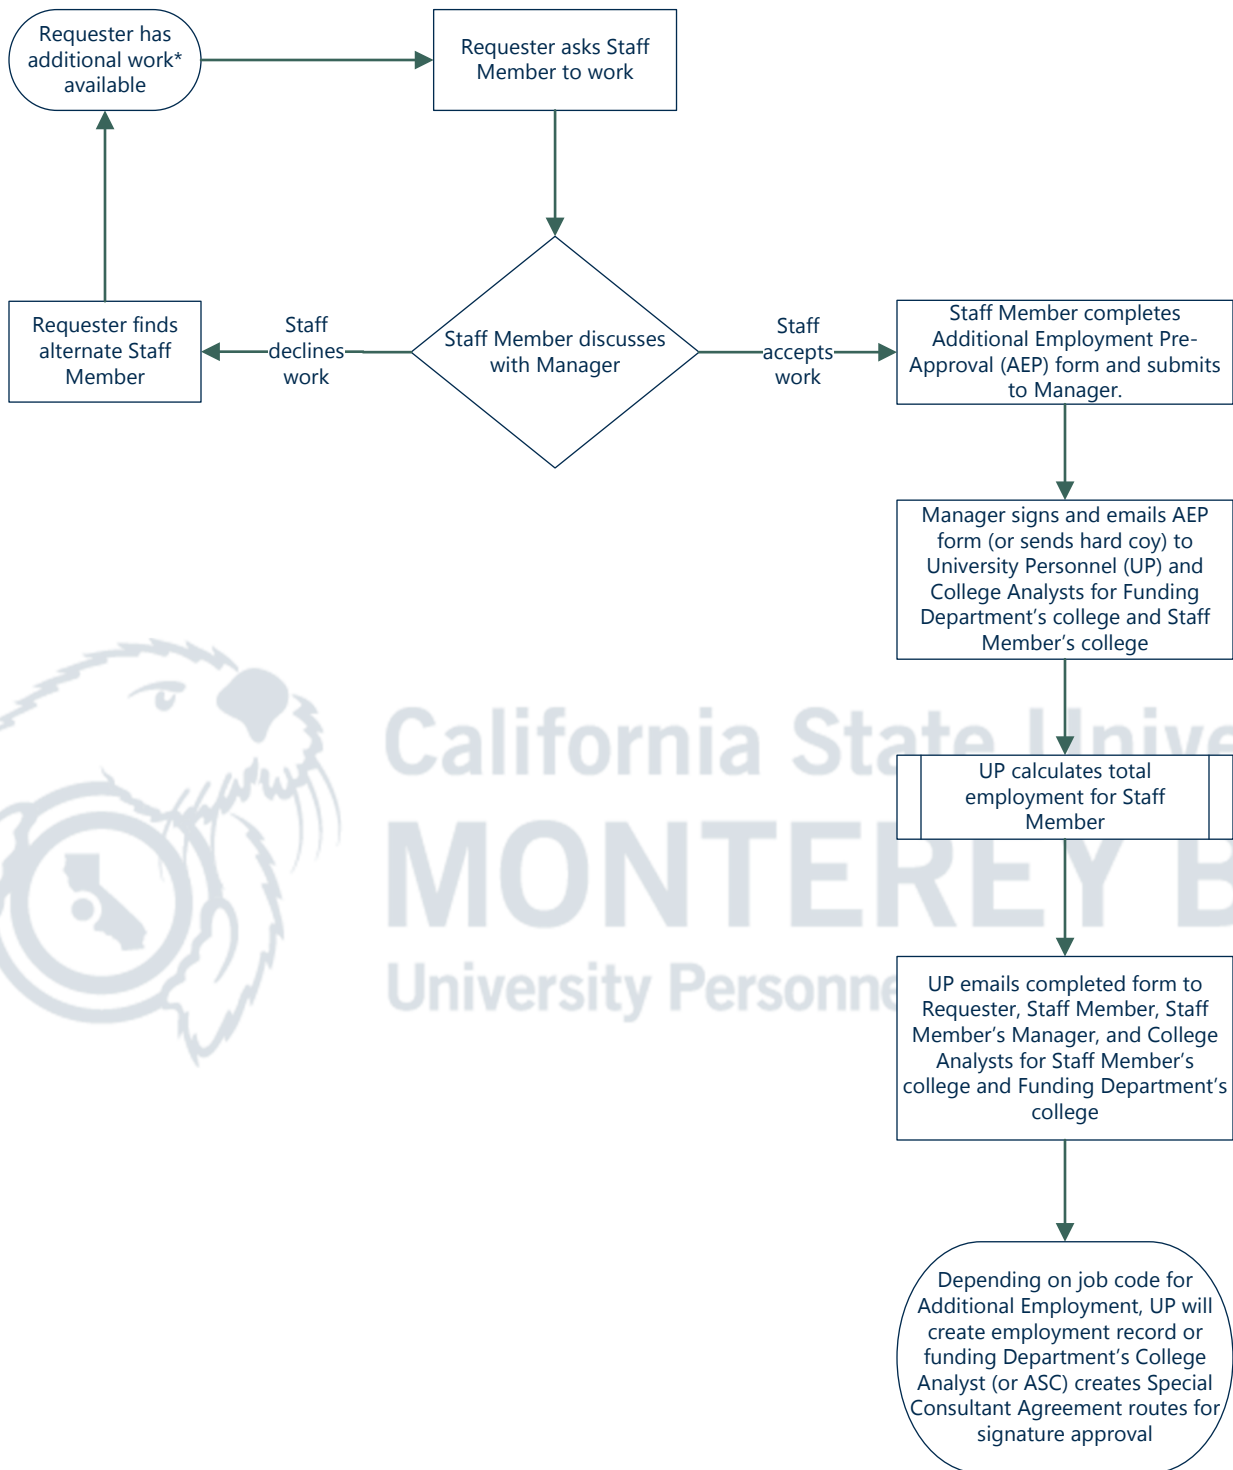 Requester has
additional work*
available
Requester asks Staff
Member to work
Requester finds
alternate Staff
Member
Staff
declines
work
Staff Member discusses
with Manager
Staff
accepts
work
Staff Member completes
Additional Employment Pre-
Approval (AEP) form and submits
to Manager.
Manager signs and emails AEP
form (or sends hard coy) to
University Personnel (UP) and
College Analysts for Funding
Department’s college and Staff
Member’s college
California State Unive
UP calculates total
employment for Staff
Member
MONTEREY B
University Personne
UP emails completed form to
Requester, Staff Member, Staff
Member’s Manager, and College
Analysts for Staff Member’s
college and Funding Department’s
college
Depending on job code for
Additional Employment, UP will
create employment record or
funding Department’s College
Analyst (or ASC) creates Special
Consultant Agreement routes for
signature approval